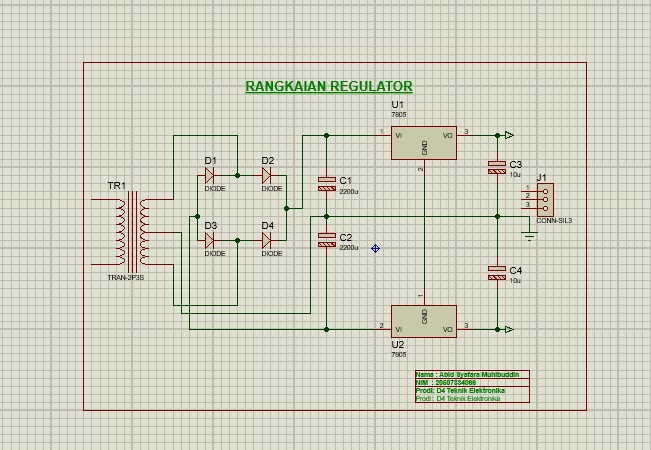 RANGKAIAN REGULATOR
U1
7805
1 VI VO 3
GND
2
D1
D2
DIODE
DIODE
TR1
C1
2200u
C3
10u
J1
1
2
3
CONN-SIL3
D3
D4
DIODE
DIODE
C2
2200u
TRAN-2P3S
C4
10u
1
GND
2 VI VO 3
U2
7905
Nama : Abid Syafara Muhibuddin
NIM : 20507334066
Prodi: D4 Teknik Elektronika
Prodi : D4 Teknik Elektronika